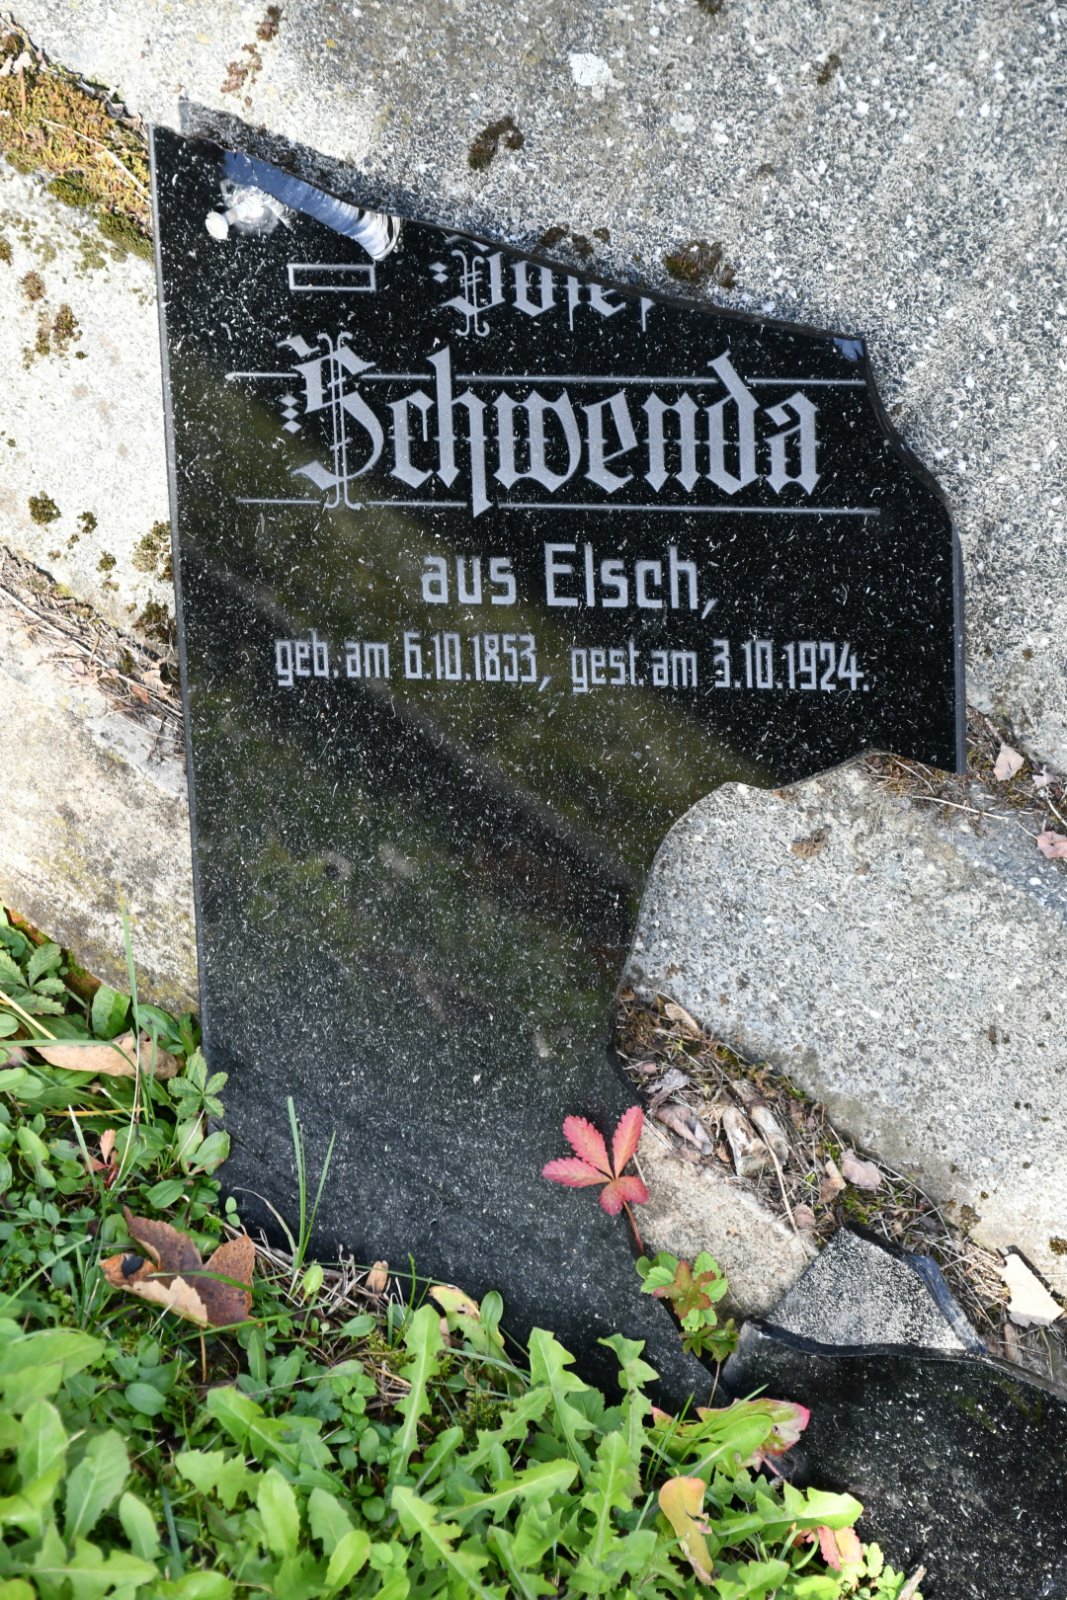 Schwenda
aus Elsch,
geb. am 6.10.1853, gest. am 3.10.1924.